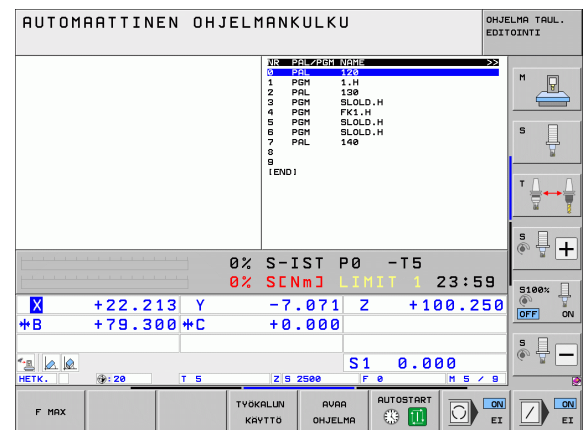 AUTOMAATTINEN OHJELMANKULKU
OHJELMA TAUL.
EDITOINTI
NR PAL/PGM NAME >>
0 PAL 120
1 PGM 1.H
2 PAL 130
3 PGM SLOLD.H
4 PGM FK1.H
5 PGM SLOLD.H
6 PGM SLOLD.H
7 PAL 140
8
9
[END]
M
S
T
S
S100%
OFF ON
S
0% S-IST P0 -T5
0% S[Nm] LIMIT 1 23:59
X +22.213 Y -7.071 Z +100.250
B +79.300 C +0.000
S1 0.000
HETK. : 20 T 5 Z S 2500 F 0 M 5 / 9
F MAX
TYÖKALUN
KÄYTTÖ
AVAA
OHJELMA
AUTOSTART
ON
EI
ON
EI